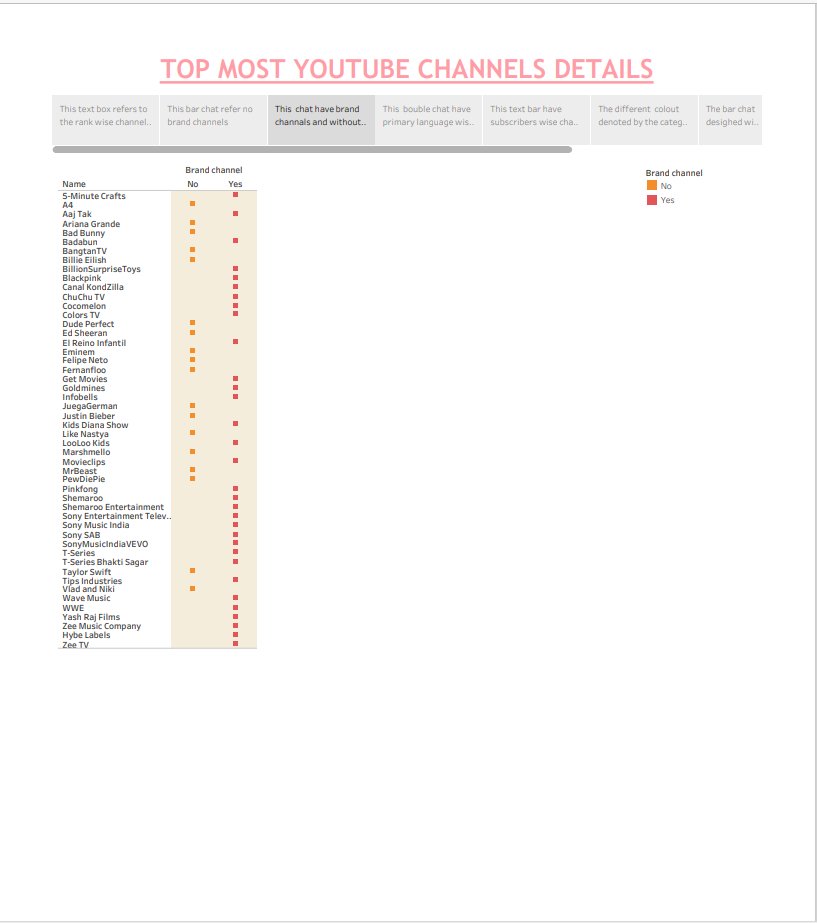 TOP MOST YOUTUBE CHANNELS DETAILS
This text box refers to
the rank wise channel..
This bar chat refer no
brand channels
This chat have brand
channals and without..
This bouble chat have
primary language wis..
This text bar have
subscribers wise cha..
The different colout
denoted by the categ..
The bar chat
desighed wi..
Brand channel
Name No Yes
5-Minute Crafts
A4
Aaj Tak
Ariana Grande
Bad Bunny
Badabun
BangtanTV
Billie Eilish
BillionSurpriseToys
Blackpink
Canal KondZilla
ChuChu TV
Cocomelon
Colors TV
Dude Perfect
Ed Sheeran
El Reino Infantil
Eminem
Felipe Neto
Fernanfloo
Get Movies
Goldmines
Infobells
JuegaGerman
Justin Bieber
Kids Diana Show
Like Nastya
LooLoo Kids
Marshmello
Movieclips
MrBeast
PewDiePie
Pinkfong
Shemaroo
Shemaroo Entertainment
Sony Entertainment Telev..
Sony Music India
Sony SAB
SonyMusicIndiaVEVO
T-Series
T-Series Bhakti Sagar
Taylor Swift
Tips Industries
Vlad and Niki
Wave Music
WWE
Yash Raj Films
Zee Music Company
Hybe Labels
Zee TV
Brand channel
No
Yes